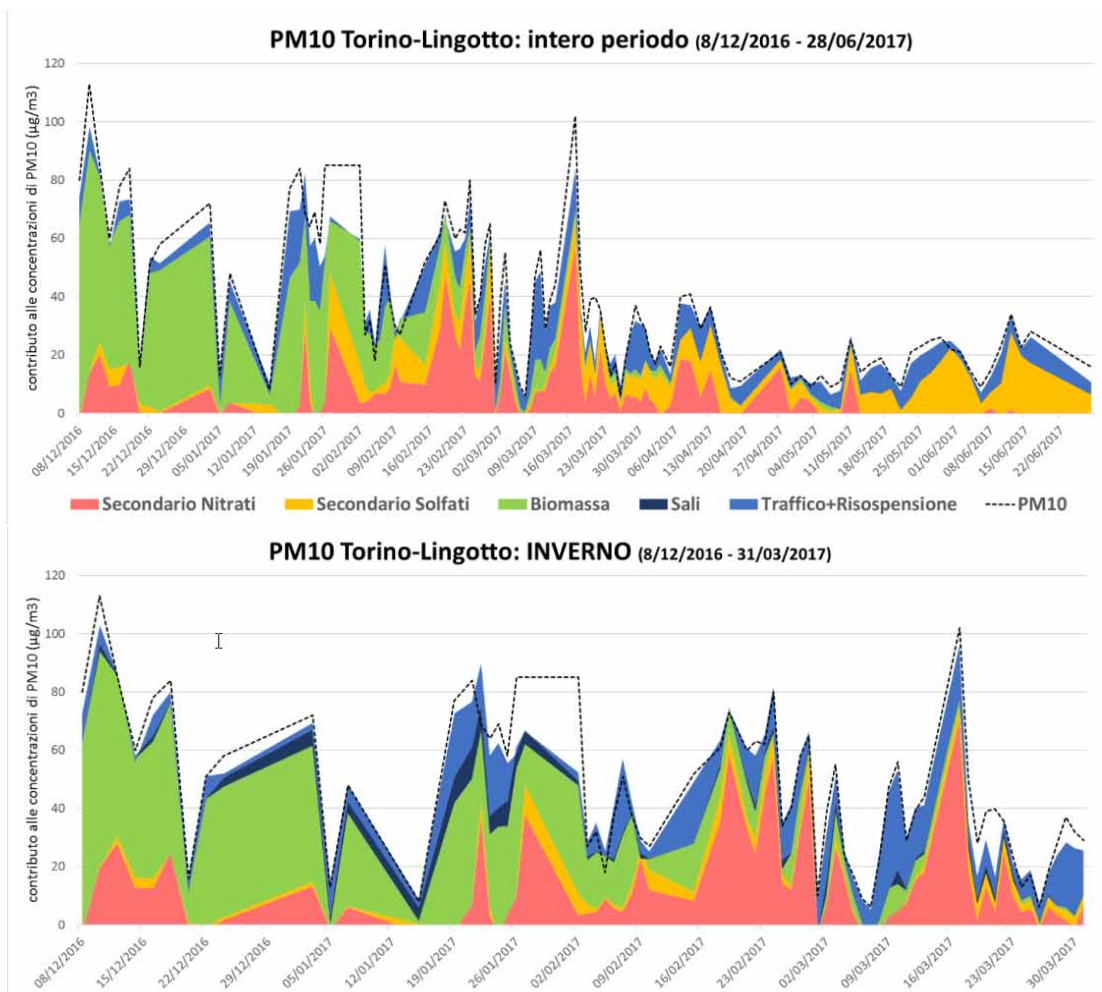 PM10 Torino-Lingotto: intero periodo (8/12/2016 - 28/06/2017)
contributo alle concentrazioni di PM10 (µg/m3)
120
100
80
60
40
20
0
08/12/2016 15/12/2016 22/12/2016 29/12/2016 05/01/2017 12/01/2017 19/01/2017 26/01/2017 02/02/2017 09/02/2017 16/02/2017 23/02/2017 02/03/2017 09/03/2017 16/03/2017 23/03/2017 30/03/2017 06/04/2017 13/04/2017 20/04/2017 27/04/2017 04/05/2017 11/05/2017 18/05/2017 25/05/2017 01/06/2017 08/06/2017 15/06/2017 22/06/2017
Secondario Nitrati Secondario Solfati Biomassa Sali Traffico+Risospensione PM10
PM10 Torino-Lingotto: INVERNO (8/12/2016 - 31/03/2017)
contributo alle concentrazioni di PM10 (µg/m3)
120
100
80
60
40
20
0
08/12/2016 15/12/2016 22/12/2016 29/12/2016 05/01/2017 12/01/2017 19/01/2017 26/01/2017 02/02/2017 09/02/2017 16/02/2017 23/02/2017 02/03/2017 09/03/2017 16/03/2017 23/03/2017 30/03/2017